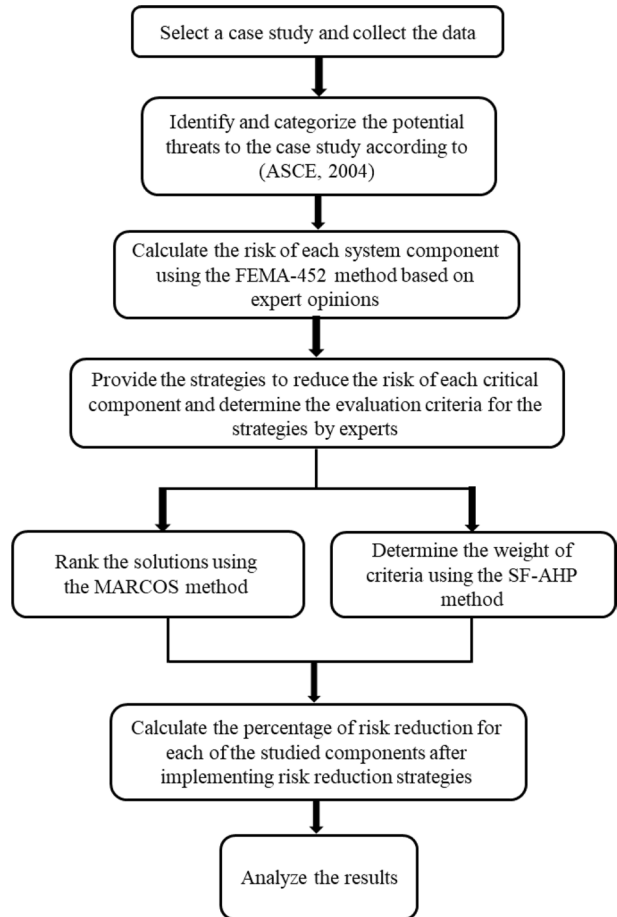 Select a case study and collect the data
Identify and categorize the potential
threats to the case study according to
(ASCE, 2004)
Calculate the risk of each system component
using the FEMA-452 method based on
expert opinions
Provide the strategies to reduce the risk of each critical
component and determine the evaluation criteria for the
strategies by experts
Rank the solutions using
the MARCOS method
Determine the weight of
criteria using the SF-AHP
method
Calculate the percentage of risk reduction for
each of the studied components after
implementing risk reduction strategies
Analyze the results